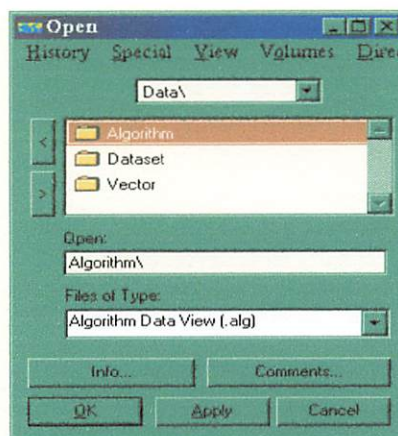 Open
History Special View Volumes
Data\
<
Algorithm
Dataset
>
Vector
Open:
Algorithm\
Files of Type:
Algorithm Data View (.alg)
Info... Comments...
OK Apply Cancel